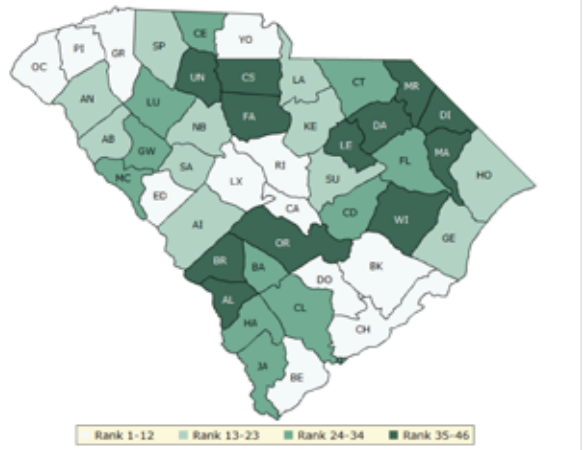 CE
SP
YO
PI
GR
OC
UN
CS
LA
CT
MR
AN
LU
FA
DI
NB
KE
DA
AB
GW
LE
MA
FL
SA
RI
MC
LX
SU
HO
ED
CA
CD
WI
AI
GE
OR
BR
BA
BK
DO
AL
CL
HA
CH
JA
BE
Rank 1-12 Rank 13-23 Rank 24-34 Rank 35-46